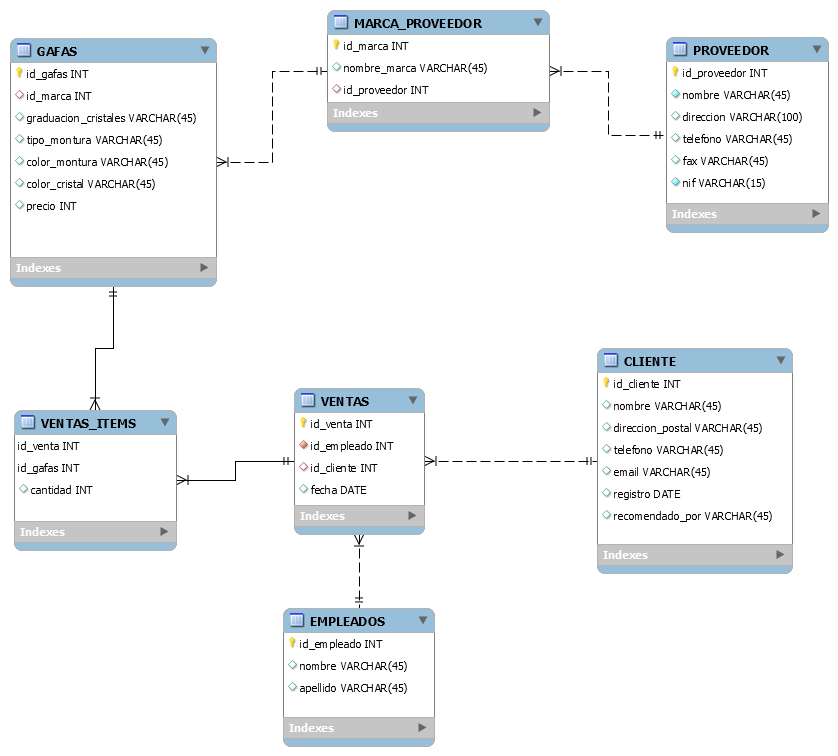 GAFAS
id_gafas INT
id_marca INT
graduacion_cristales VARCHAR(45)
tipo_montura VARCHAR(45)
color_montura VARCHAR(45)
color_cristal VARCHAR(45)
precio INT
Indexes
MARCA_PROVEEDOR
id_marca INT
nombre_marca VARCHAR(45)
id_proveedor INT
Indexes
PROVEEDOR
id_proveedor INT
nombre VARCHAR(45)
direccion VARCHAR(100)
telefono VARCHAR(45)
fax VARCHAR(45)
nif VARCHAR(15)
Indexes
VENTAS_ITEMS
id_venta INT
id_gafas INT
cantidad INT
Indexes
VENTAS
id_venta INT
id_empleado INT
id_cliente INT
fecha DATE
Indexes
CLIENTE
id_cliente INT
nombre VARCHAR(45)
direccion_postal VARCHAR(45)
telefono VARCHAR(45)
email VARCHAR(45)
registro DATE
recomendado_por VARCHAR(45)
Indexes
EMPLEADOS
id_empleado INT
nombre VARCHAR(45)
apellido VARCHAR(45)
Indexes